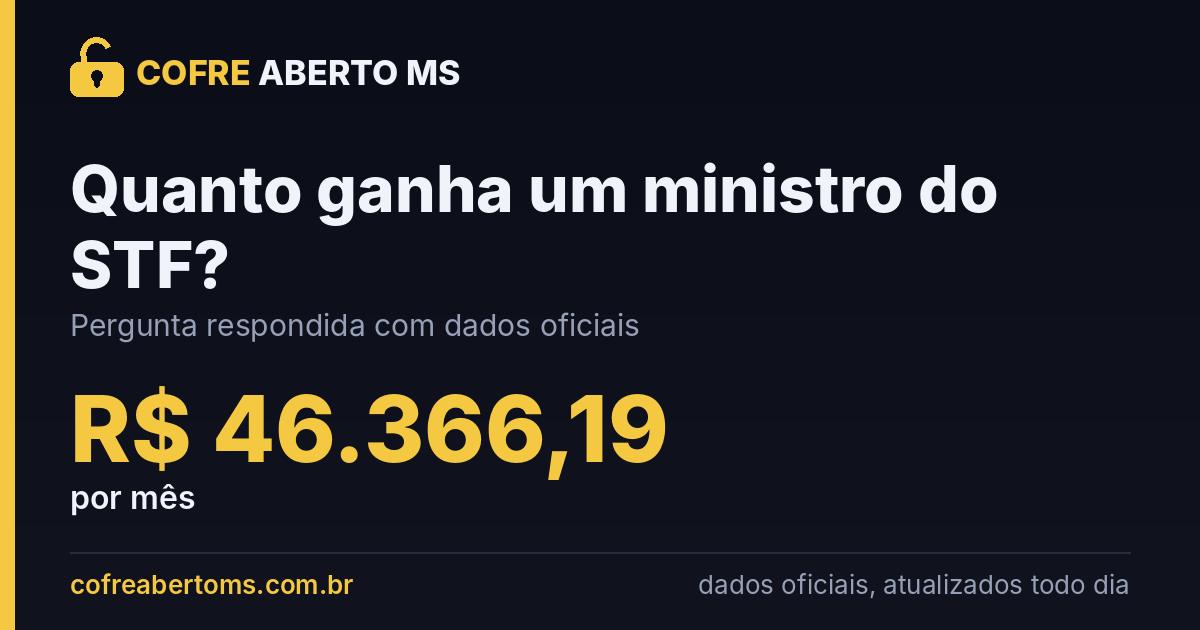 COFRE ABERTO MS
Quanto ganha um ministro do
STF?
Pergunta respondida com dados oficiais
R$ 46.366,19
por mês
cofreabertoms.com.br
dados oficiais, atualizados todo dia